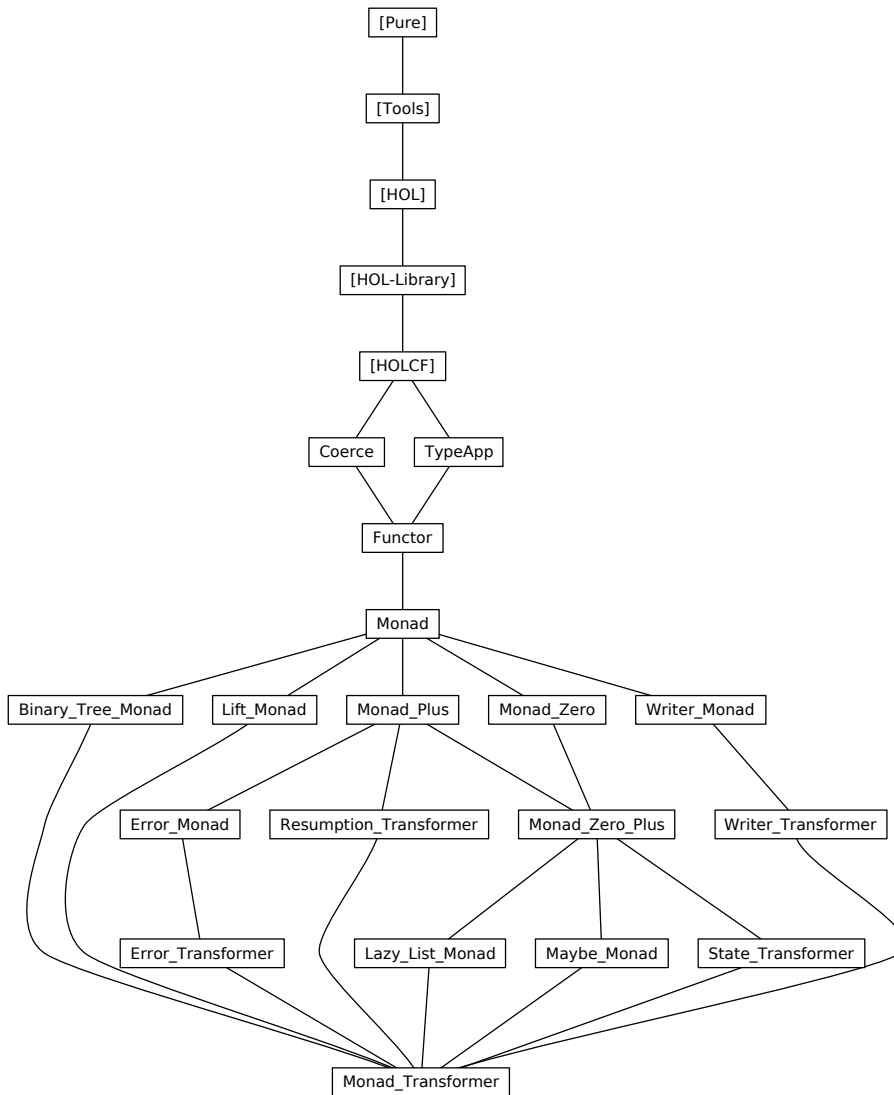 [Pure]
[Tools]
[HOL]
[HOL-Library]
[HOLCF]
Coerce
TypeApp
Functor
Monad
Binary_Tree_Monad
Lift_Monad
Monad_Plus
Monad_Zero
Writer_Monad
Error_Monad
Resumption_Transformer
Monad_Zero_Plus
Writer_Transformer
Error_Transformer
Lazy_List_Monad
Maybe_Monad
State_Transformer
Monad_Transformer